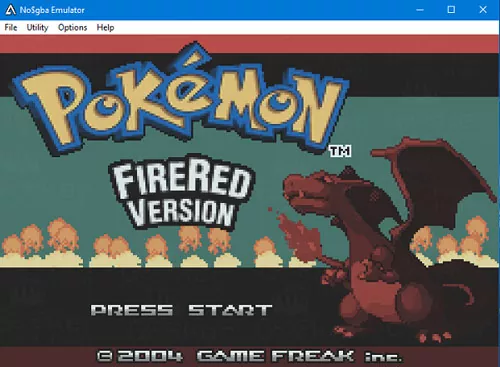 No$gba Emulator
File Utility Options Help
POKéMON
TM
FIRERED
VERSION
PRESS START
© 2004 GAME FREAK inc.